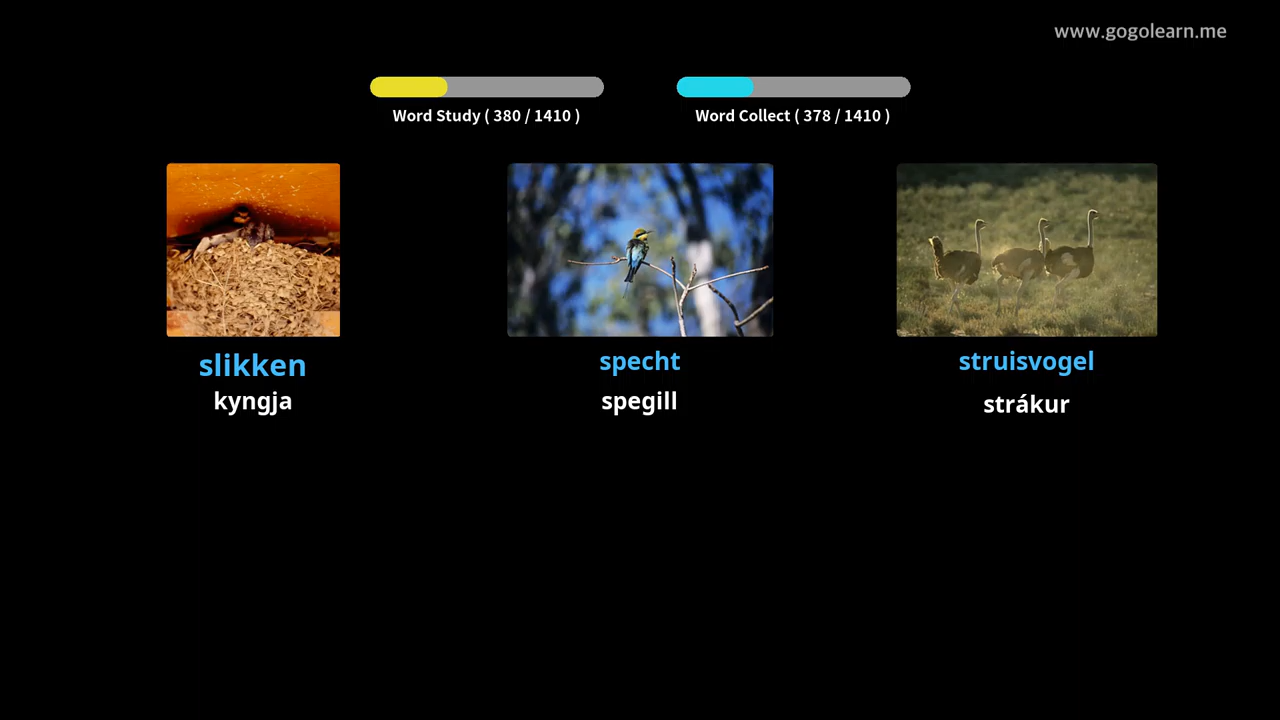 www.gogolearn.me
Word Study ( 380 / 1410 )
Word Collect ( 378 / 1410 )
slikken
kyngja
specht
spegill
struisvogel
strákur